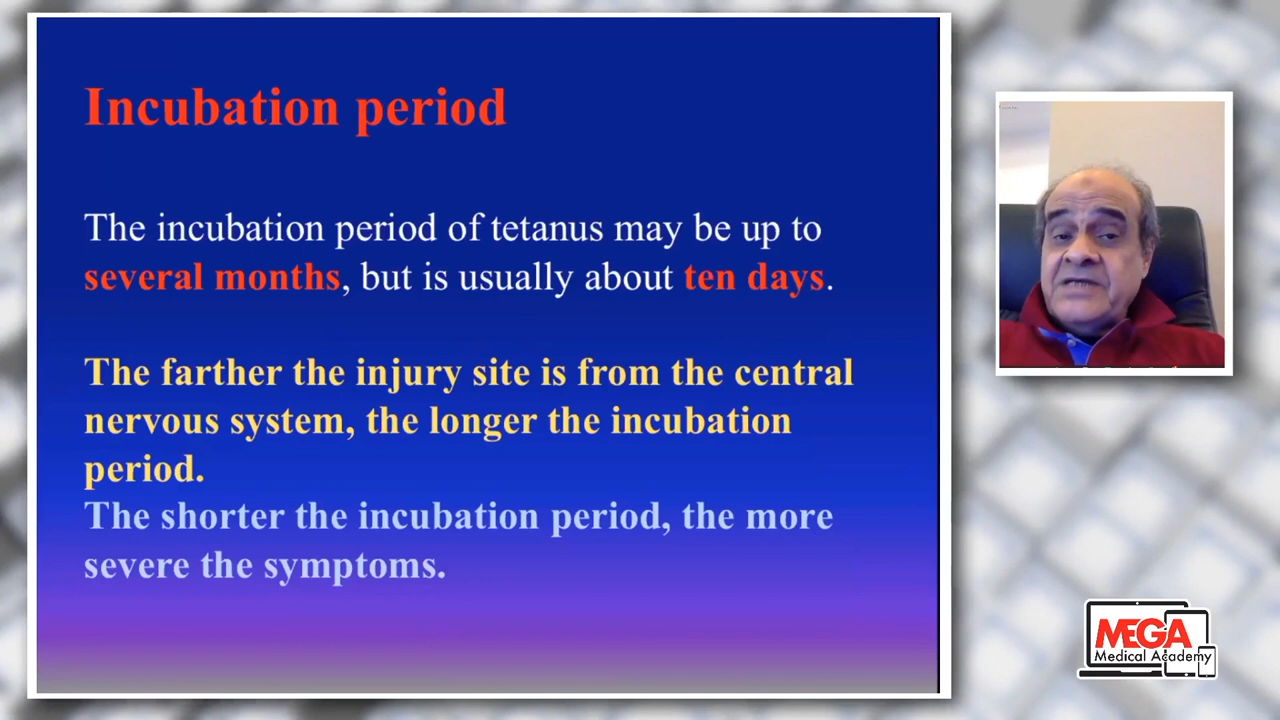 Incubation period
The incubation period of tetanus may be up to
several months, but is usually about ten days.
The farther the injury site is from the central
nervous system, the longer the incubation
period.
The shorter the incubation period, the more
severe the symptoms.
MEGA
Medical Academy